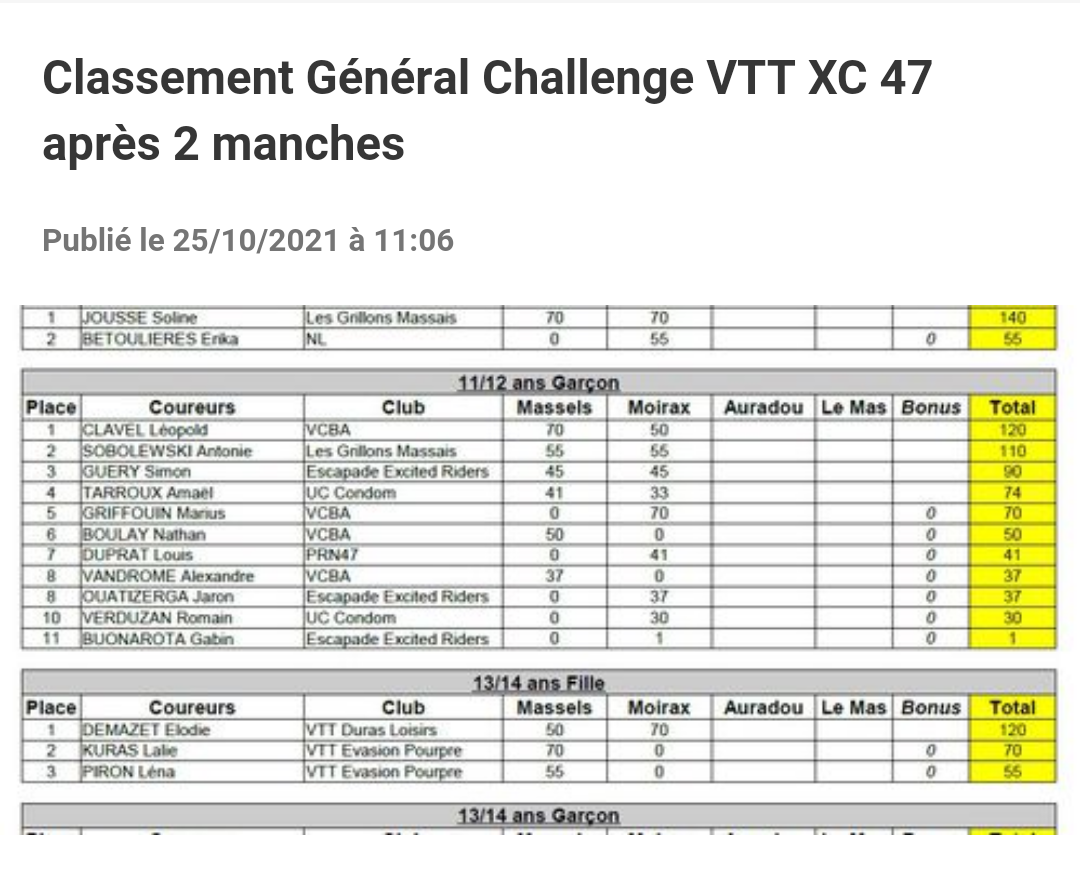 Classement Général Challenge VTT XC 47
après 2 manches
Publié le 25/10/2021 à 11:06
1 JOUSSE Soline Les Grillons Massais 70 70 140
2 BETOULIERES Erika NL 0 55 0 55
11/12 ans Garçon
Place Coureurs Club Massels Moirax Auradou Le Mas Bonus Total
1 CLAVEL Léopold VCBA 70 50 120
2 SOBOLEWSKI Antonie Les Grillons Massais 55 55 110
3 GUERY Simon Escapade Excited Riders 45 45 90
4 TARROUX Amaël UC Condom 41 33 74
5 GRIFFOUIN Marius VCBA 0 70 0 70
6 BOULAY Nathan VCBA 50 0 0 50
7 DUPRAT Louis PRN47 0 41 0 41
8 VANDROME Alexandre VCBA 37 0 0 37
8 OUATIZERGA Jaron Escapade Excited Riders 0 37 0 37
10 VERDUZAN Romain UC Condom 0 30 0 30
11 BUONAROTA Gabin Escapade Excited Riders 0 1 0 1
13/14 ans Fille
Place Coureurs Club Massels Moirax Auradou Le Mas Bonus Total
1 DEMAZET Elodie VTT Duras Loisirs 50 70 120
2 KURAS Lalie VTT Evasion Pourpre 70 0 0 70
3 PIRON Léna VTT Evasion Pourpre 55 0 0 55
13/14 ans Garçon